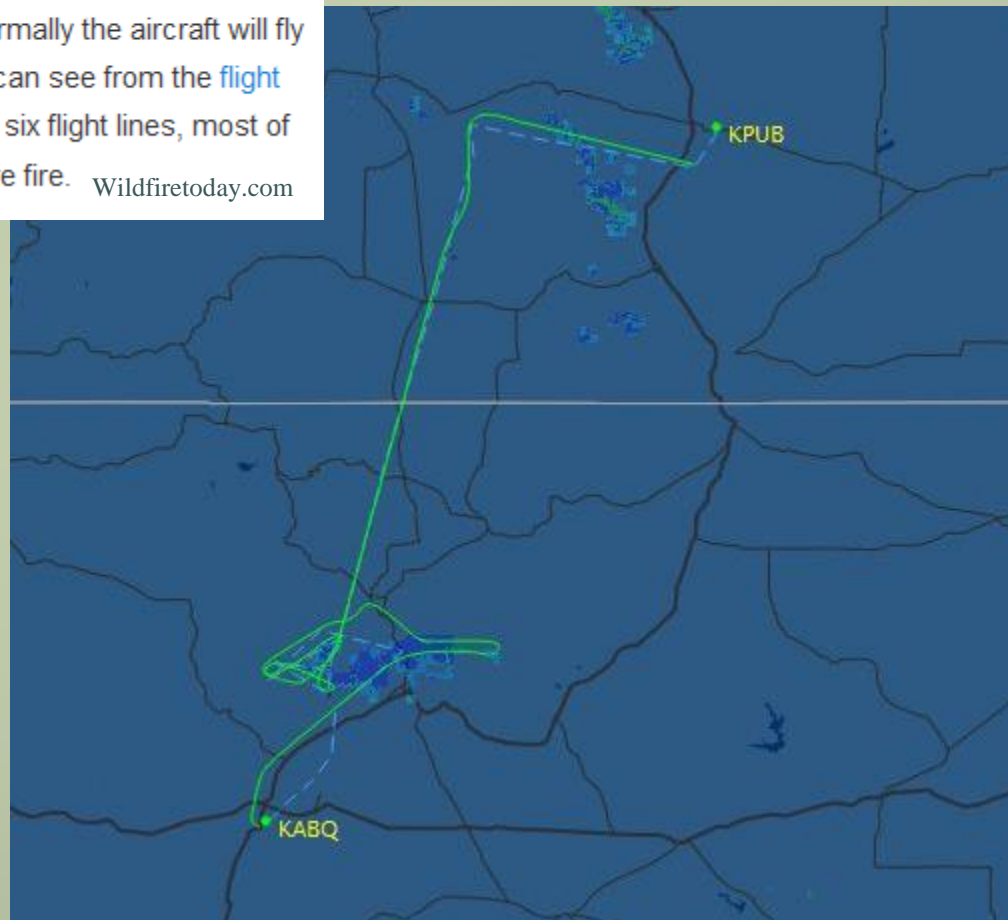 rmally the aircraft will fly
can see from the flight
six flight lines, most of
e fire. Wildfiretoday.com
KPUB
KABQ